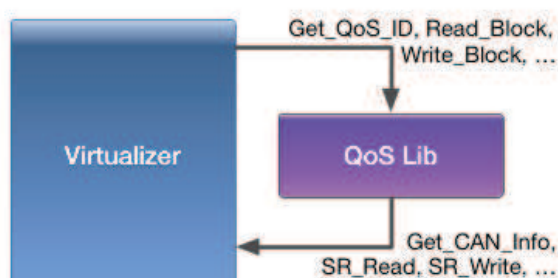 Get_QoS_ID, Read_Block,
Write_Block, ...
Virtualizer
QoS Lib
Get_CAN_Info,
SR_Read, SR_Write, ...